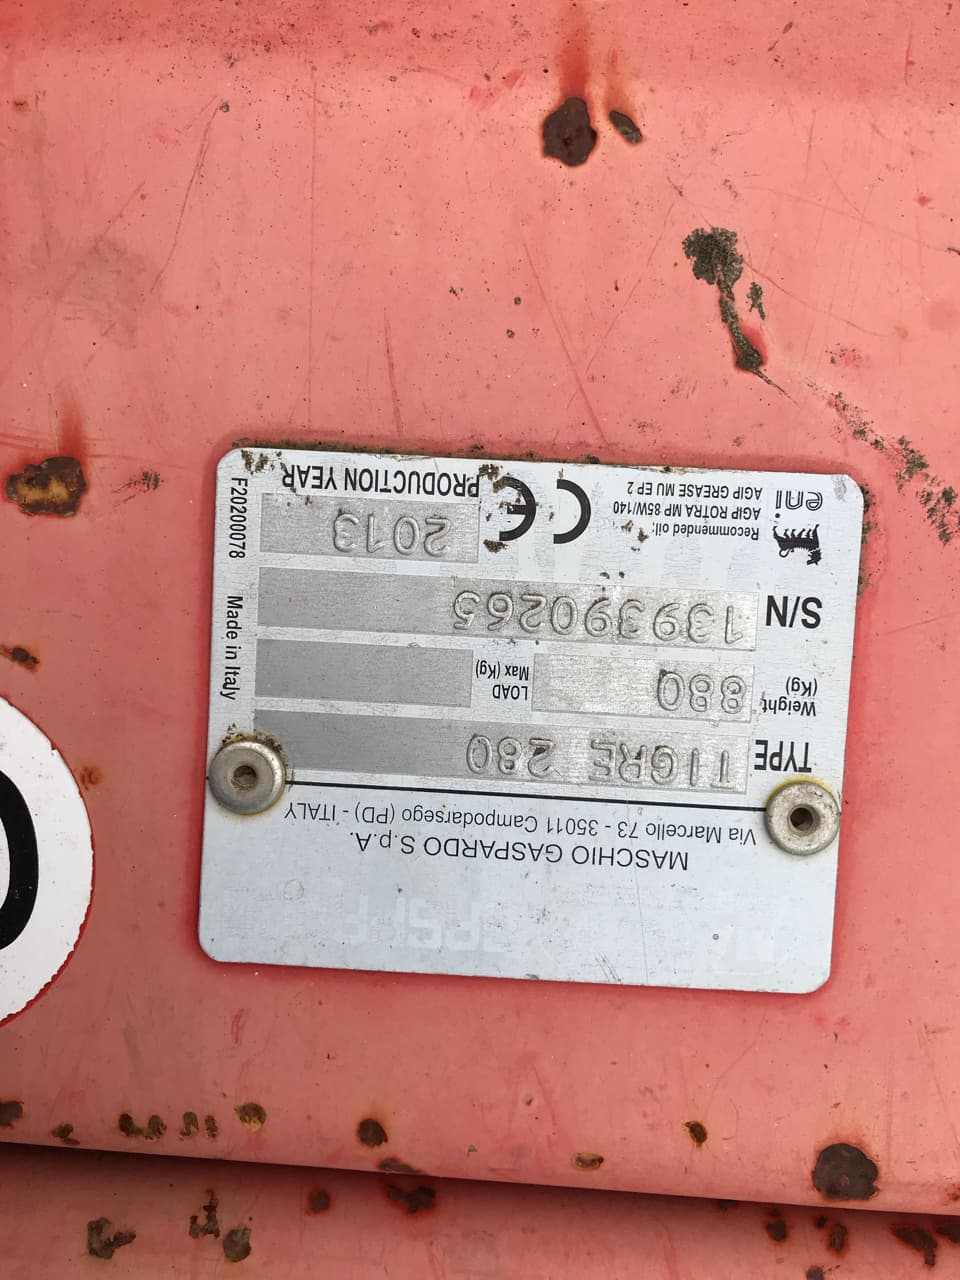 MASCHIO GASPARDO S.p.A.
Via Marcello 73 - 35011 Campodarsego (PD) - ITALY
TYPE TIGRE 280
Weight (Kg) 880 LOAD Max (Kg)
S/N 139390265
eni
Recommended oil:
AGIP ROTRA MP 85W/140
AGIP GREASE MU EP 2
CE
2013
PRODUCTION YEAR
F20200078 Made in Italy